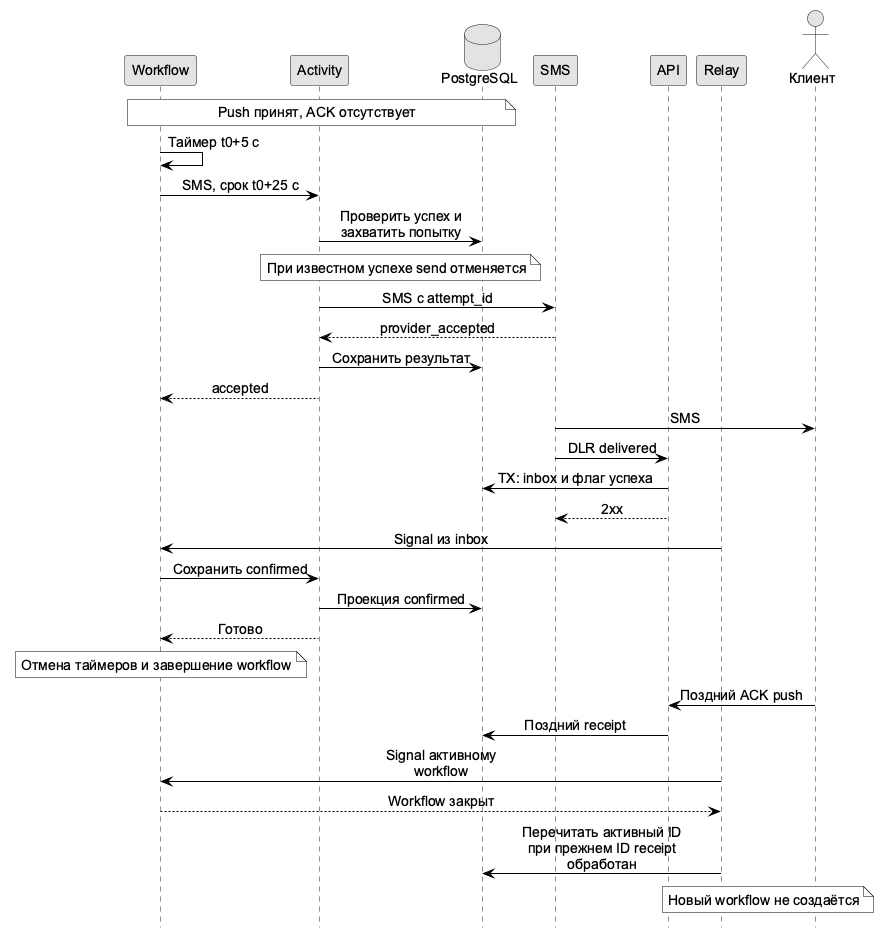 Workflow
Activity
PostgreSQL
SMS
API
Relay
Клиент
Push принят, ACK отсутствует
Таймер t0+5 с
SMS, срок t0+25 с
Проверить успех и
захватить попытку
При известном успехе send отменяется
SMS с attempt_id
provider_accepted
Сохранить результат
accepted
SMS
DLR delivered
TX: inbox и флаг успеха
2xx
Signal из inbox
Сохранить confirmed
Проекция confirmed
Готово
Отмена таймеров и завершение workflow
Поздний ACK push
Поздний receipt
Signal активному
workflow
Workflow закрыт
Перечитать активный ID
при прежнем ID receipt
обработан
Новый workflow не создаётся